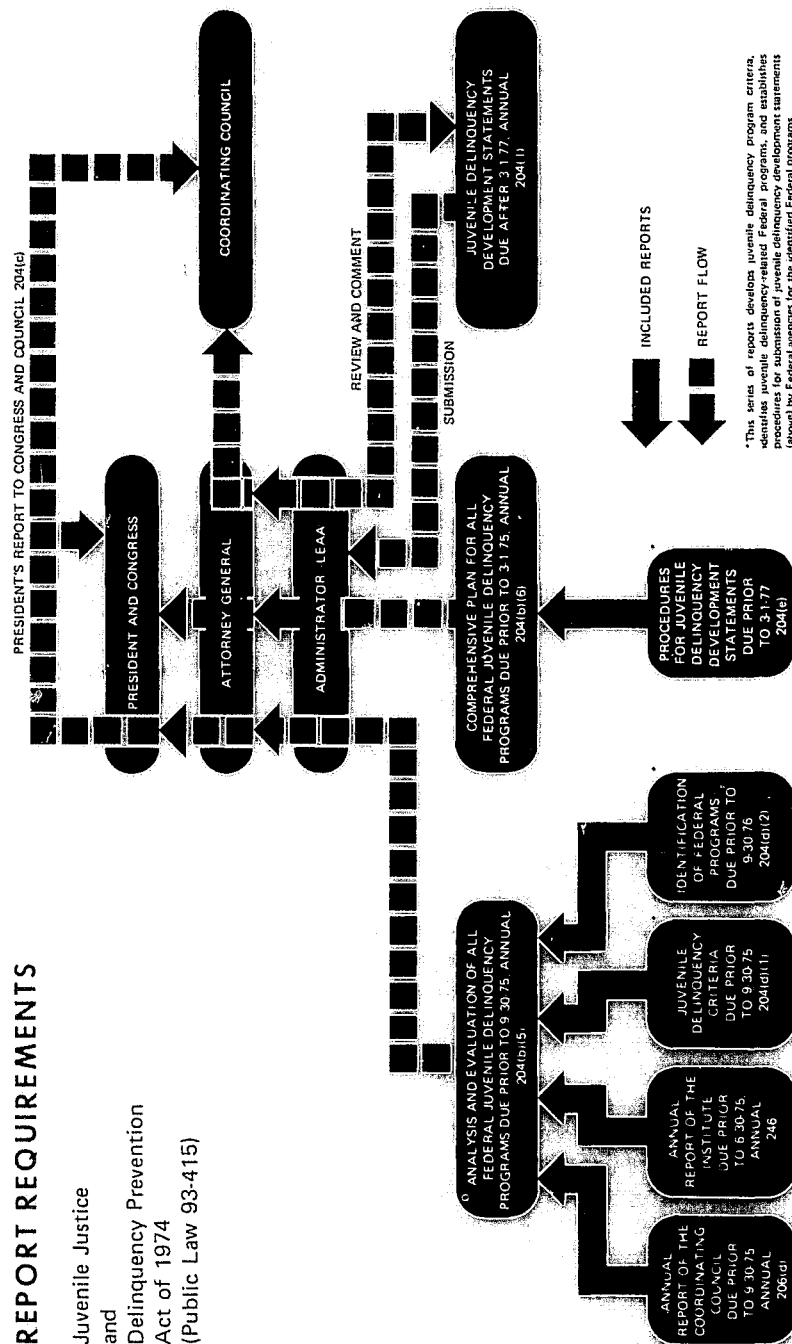 REPORT REQUIREMENTS
Juvenile Justice
and
Delinquency Prevention
Act of 1974
(Public Law 93-415)
PRESIDENT'S REPORT TO CONGRESS AND COUNCIL 204(c)
PRESIDENT AND CONGRESS
ATTORNEY GENERAL
ADMINISTRATOR - LEAA
COORDINATING COUNCIL
REVIEW AND COMMENT
SUBMISSION
ANALYSIS AND EVALUATION OF ALL
FEDERAL JUVENILE DELINQUENCY
PROGRAMS DUE PRIOR TO 9-30-75, ANNUAL
204(b)(5)
COMPREHENSIVE PLAN FOR ALL
FEDERAL JUVENILE DELINQUENCY
PROGRAMS DUE PRIOR TO 3-1-75, ANNUAL
204(b)(6)
JUVENILE DELINQUENCY
DEVELOPMENT STATEMENTS
DUE AFTER 3-1-77, ANNUAL
204(f)
ANNUAL
REPORT OF THE
COORDINATING
COUNCIL
DUE PRIOR
TO 9-30-75
ANNUAL
206(d)
ANNUAL
REPORT OF THE
INSTITUTE
DUE PRIOR
TO 6-30-75,
ANNUAL
246
JUVENILE
DELINQUENCY
CRITERIA
DUE PRIOR
TO 9-30-75
204(d)(1)
IDENTIFICATION
OF FEDERAL
PROGRAMS
DUE PRIOR TO
9-30-76
204(d)(2)
PROCEDURES
FOR JUVENILE
DELINQUENCY
DEVELOPMENT
STATEMENTS
DUE PRIOR
TO 3-1-77
204(e)
INCLUDED REPORTS
REPORT FLOW
*This series of reports develops juvenile delinquency program criteria,
identifies juvenile delinquency-related Federal programs, and establishes
procedures for submission of juvenile delinquency development statements
(above) by Federal agencies for the identified Federal programs.